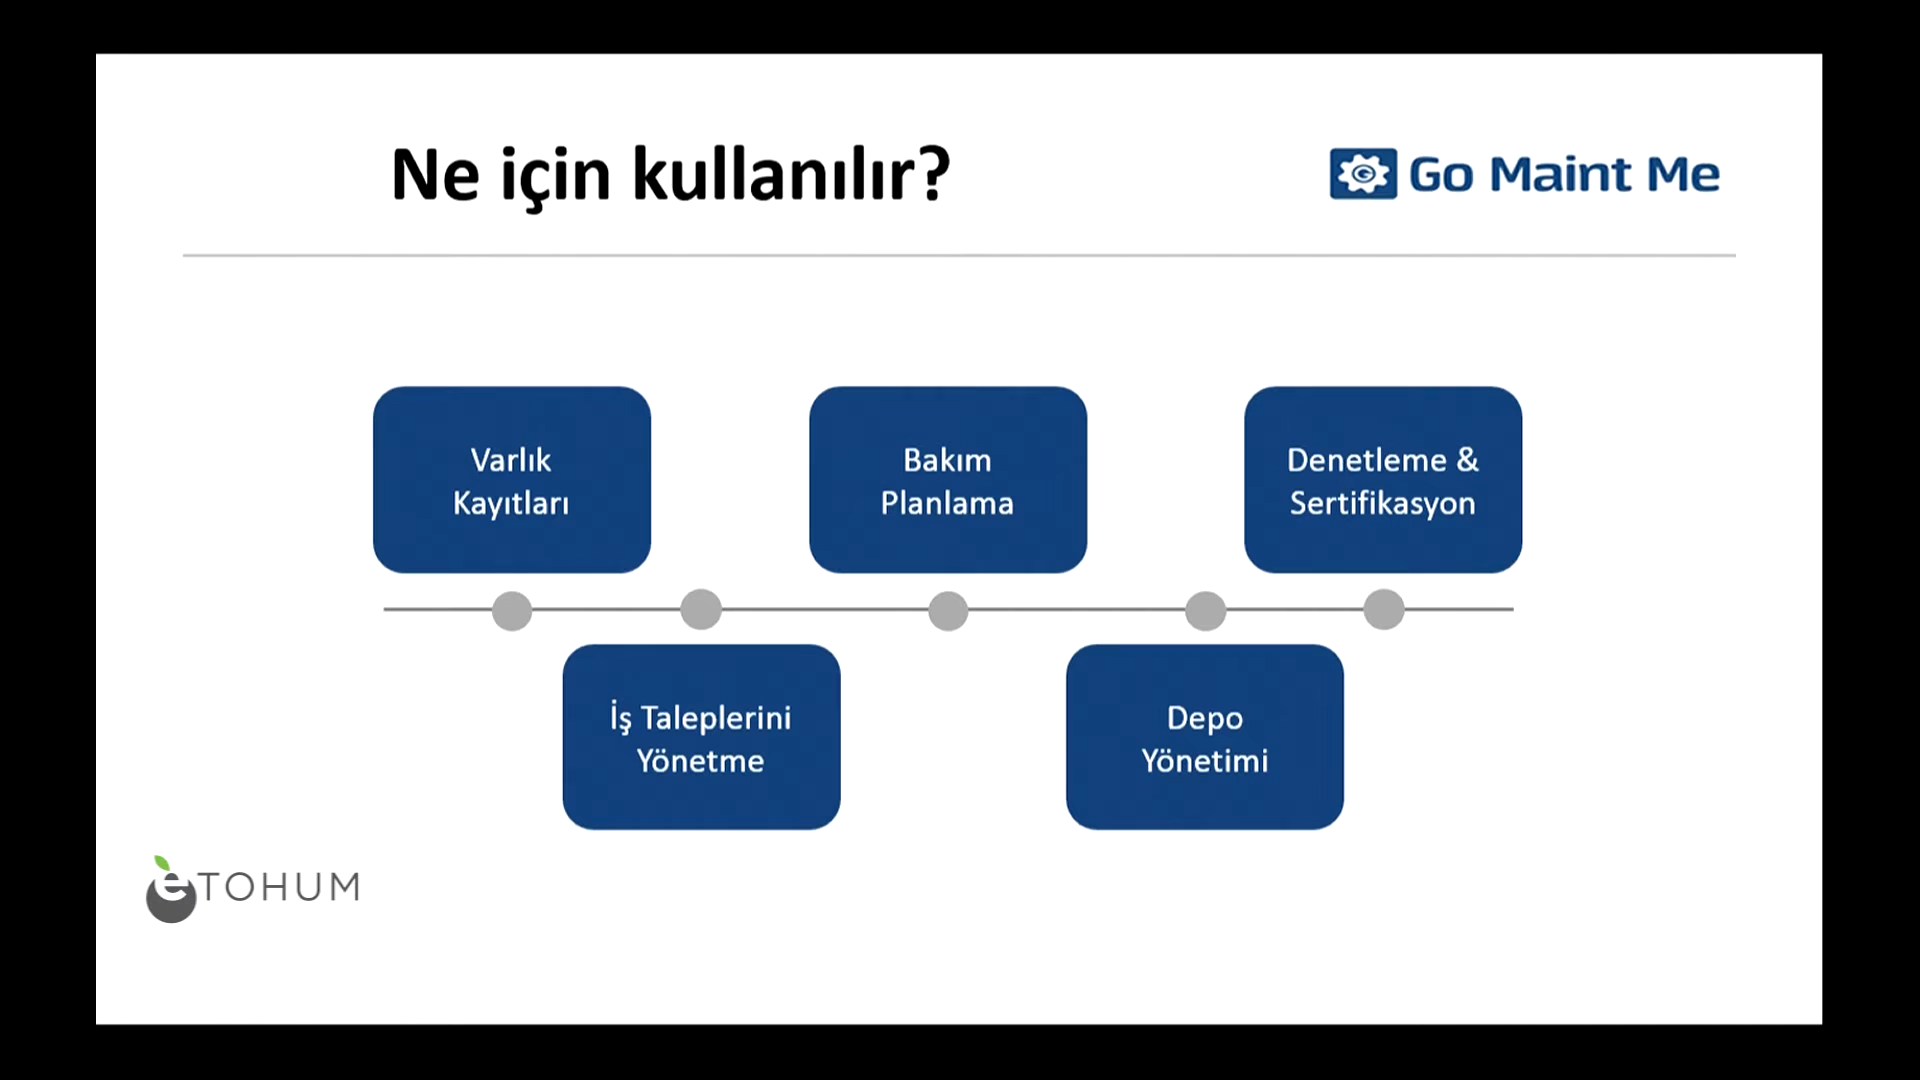 Ne için kullanılır?
Go Maint Me
Varlık
Kayıtları
Bakım
Planlama
Denetleme &
Sertifikasyon
İş Taleplerini
Yönetme
Depo
Yönetimi
eTOHUM